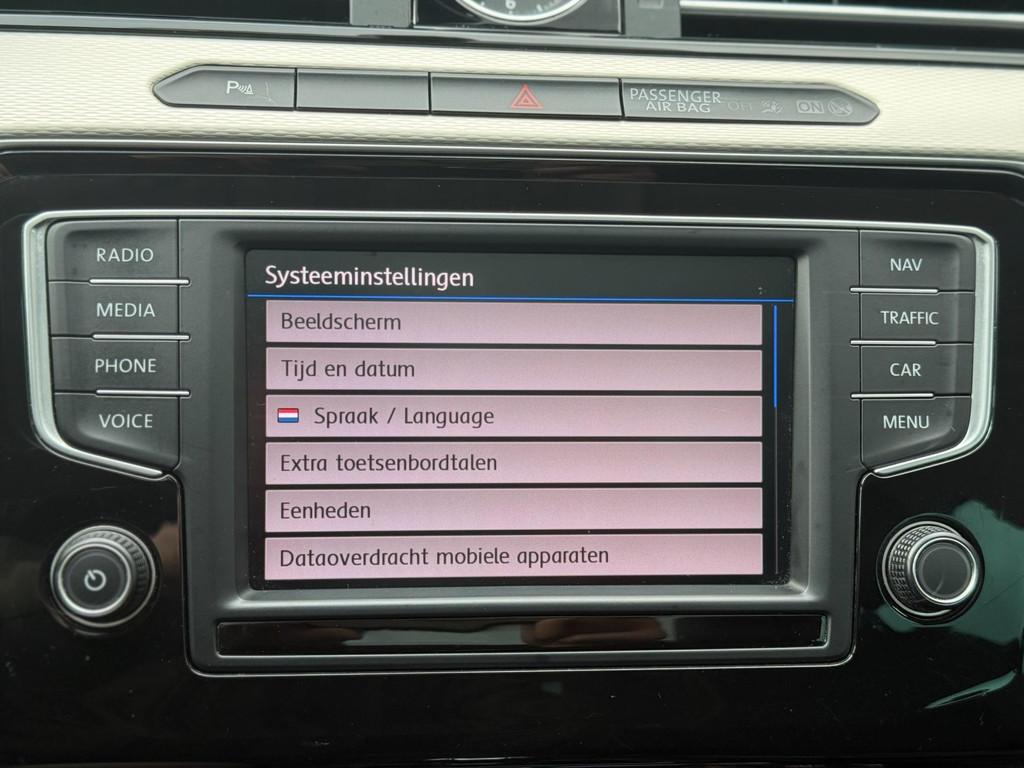 6
P
PASSENGER
AIR BAG OFF ON
RADIO
MEDIA
PHONE
VOICE
Systeeminstellingen
Beeldscherm
Tijd en datum
Spraak / Language
Extra toetsenbordtalen
Eenheden
Dataoverdracht mobiele apparaten
NAV
TRAFFIC
CAR
MENU